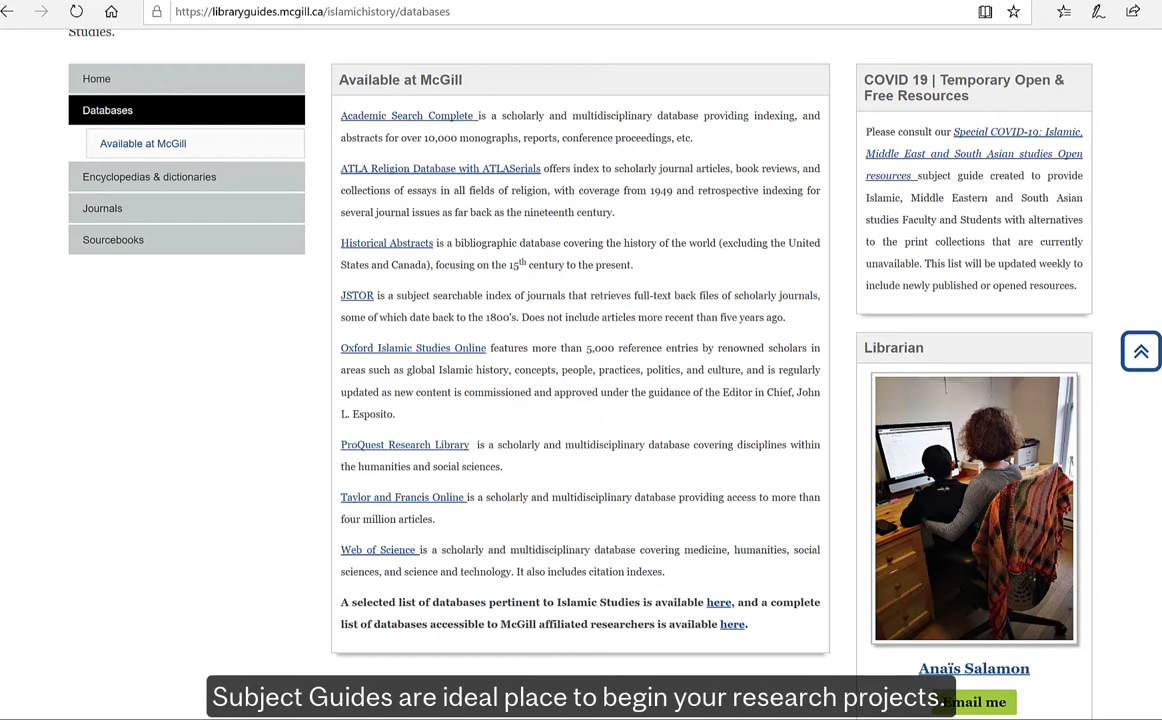 https://libraryguides.mcgill.ca/islamichistory/databases
Studies.
Home
Databases
Available at McGill
Encyclopedias & dictionaries
Journals
Sourcebooks
Available at McGill
Academic Search Complete is a scholarly and multidisciplinary database providing indexing, and
abstracts for over 10,000 monographs, reports, conference proceedings, etc.
ATLA Religion Database with ATLASerials offers index to scholarly journal articles, book reviews, and
collections of essays in all fields of religion, with coverage from 1949 and retrospective indexing for
several journal issues as far back as the nineteenth century.
Historical Abstracts is a bibliographic database covering the history of the world (excluding the United
States and Canada), focusing on the 15th century to the present.
JSTOR is a subject searchable index of journals that retrieves full-text back files of scholarly journals,
some of which date back to the 1800's. Does not include articles more recent than five years ago.
Oxford Islamic Studies Online features more than 5,000 reference entries by renowned scholars in
areas such as global Islamic history, concepts, people, practices, politics, and culture, and is regularly
updated as new content is commissioned and approved under the guidance of the Editor in Chief, John
L. Esposito.
ProQuest Research Library is a scholarly and multidisciplinary database covering disciplines within
the humanities and social sciences.
Taylor and Francis Online is a scholarly and multidisciplinary database providing access to more than
four million articles.
Web of Science is a scholarly and multidisciplinary database covering medicine, humanities, social
sciences, and science and technology. It also includes citation indexes.
A selected list of databases pertinent to Islamic Studies is available here, and a complete
list of databases accessible to McGill affiliated researchers is available here.
COVID 19 | Temporary Open &
Free Resources
Please consult our Special COVID-19: Islamic,
Middle East and South Asian studies Open
resources subject guide created to provide
Islamic, Middle Eastern and South Asian
studies Faculty and Students with alternatives
to the print collections that are currently
unavailable. This list will be updated weekly to
include newly published or opened resources.
Librarian
Anaïs Salamon
Email me
Subject Guides are ideal place to begin your research projects.